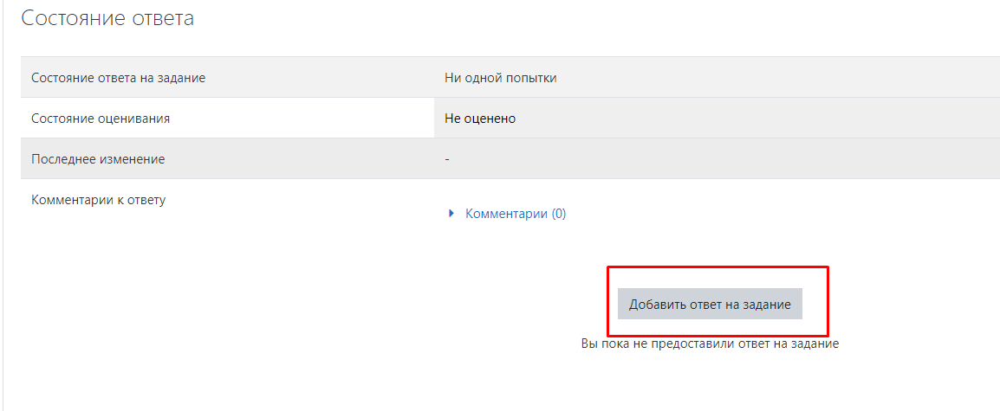 Состояние ответа
Состояние ответа на задание Ни одной попытки
Состояние оценивания Не оценено
Последнее изменение -
Комментарии к ответу
Комментарии (0)
Добавить ответ на задание
Вы пока не предоставили ответ на задание